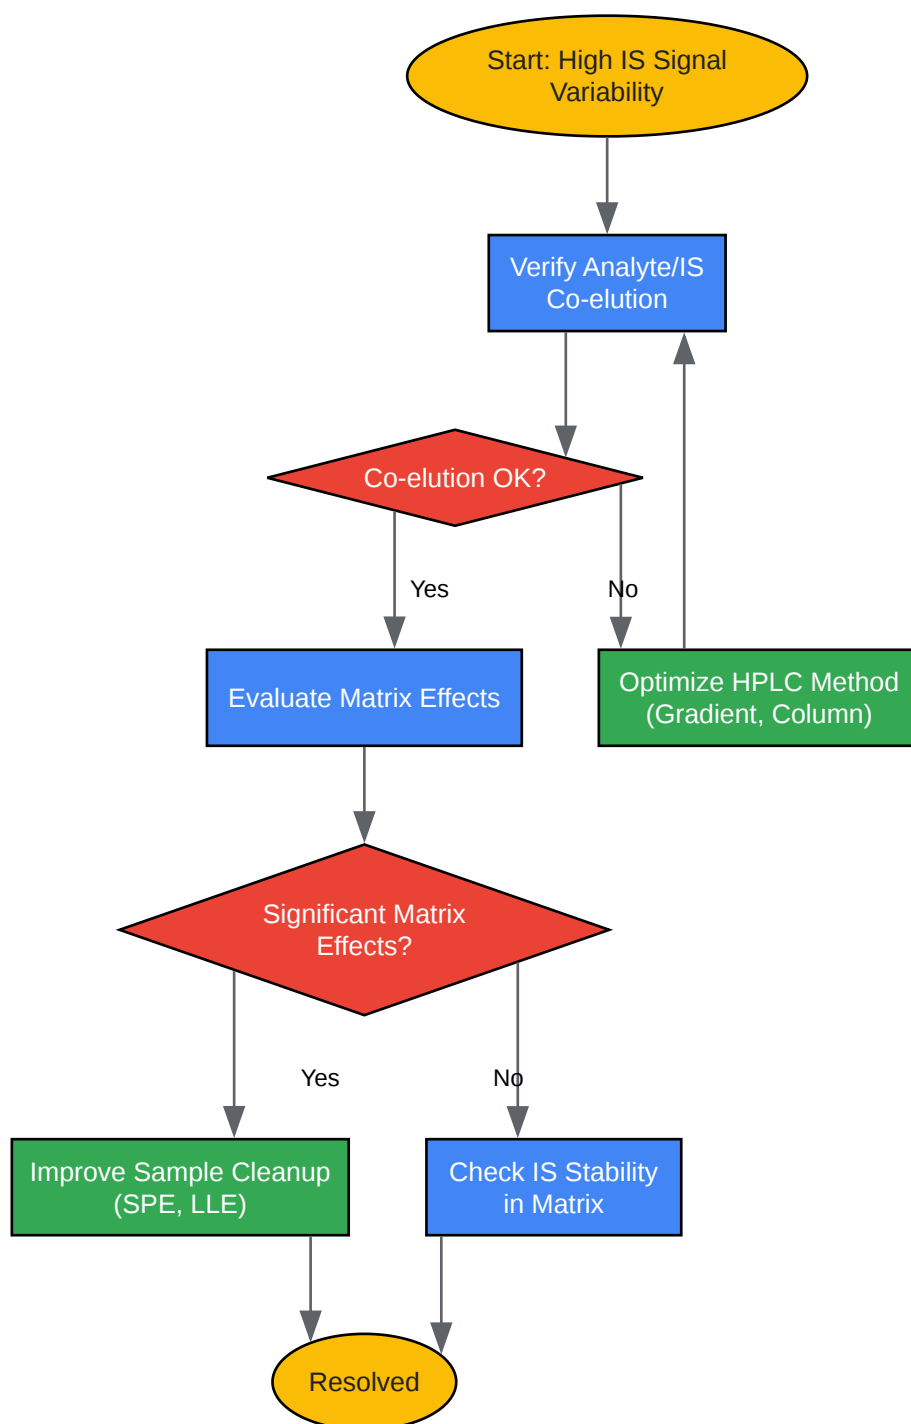 Start: High IS Signal
Variability
Verify Analyte/IS
Co-elution
Co-elution OK?
Yes
No
Evaluate Matrix Effects
Optimize HPLC Method
(Gradient, Column)
Significant Matrix
Effects?
Yes
No
Improve Sample Cleanup
(SPE, LLE)
Check IS Stability
in Matrix
Resolved